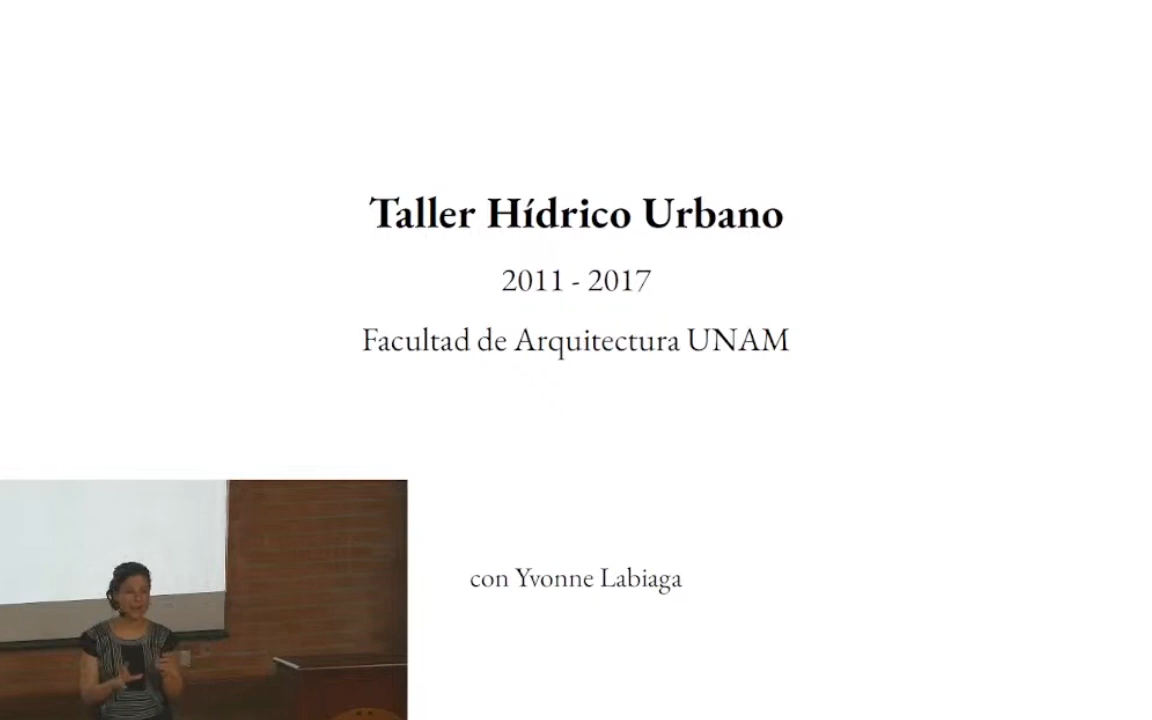 Taller Hídrico Urbano
2011 - 2017
Facultad de Arquitectura UNAM
con Yvonne Labiaga